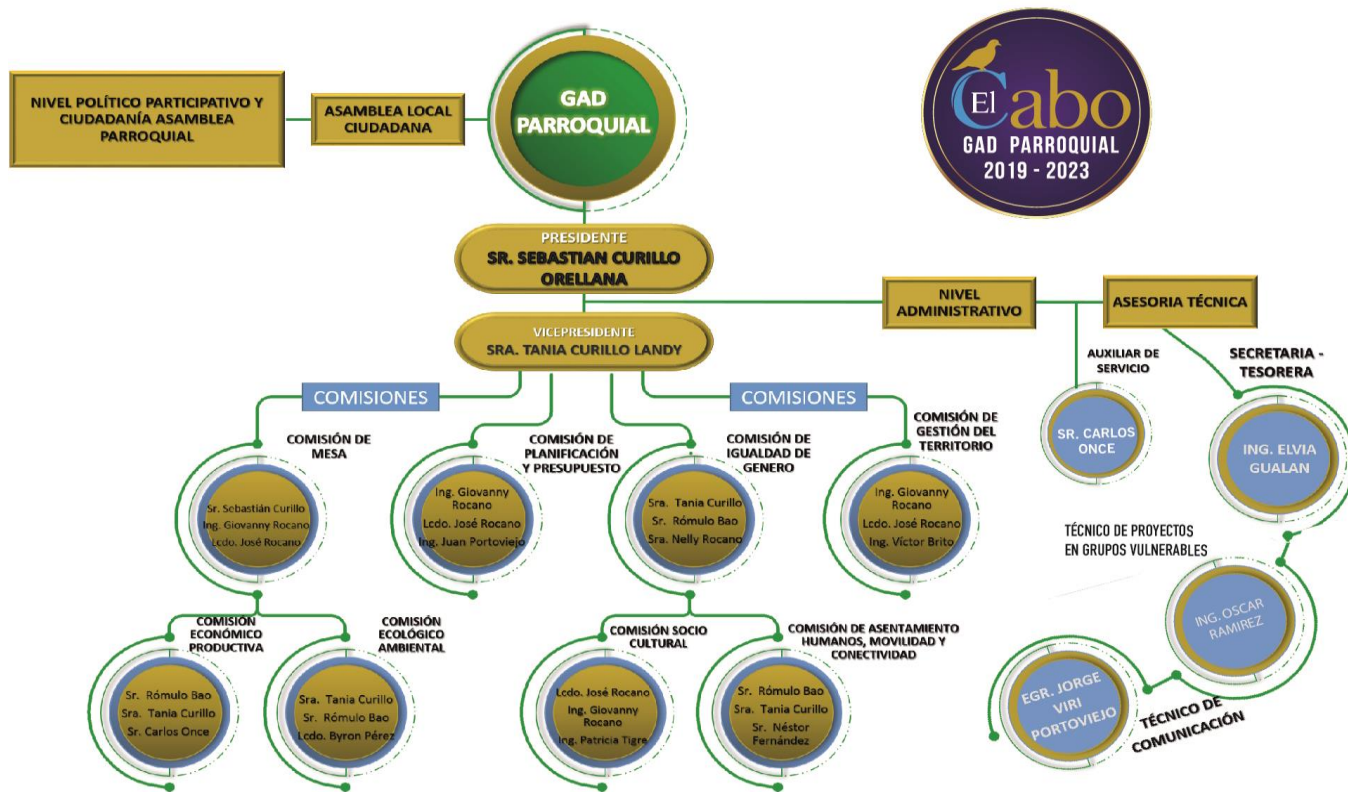 NIVEL POLÍTICO PARTICIPATIVO Y
CIUDADANÍA ASAMBLEA
PARROQUIAL
ASAMBLEA LOCAL
CIUDADANA
GAD
PARROQUIAL
El Cabo
GAD PARROQUIAL
2019 - 2023
PRESIDENTE
SR. SEBASTIAN CURILLO
ORELLANA
NIVEL
ADMINISTRATIVO
ASESORIA TÉCNICA
VICEPRESIDENTE
SRA. TANIA CURILLO LANDY
AUXILIAR DE
SERVICIO
SR. CARLOS
ONCE
SECRETARIA -
TESORERA
ING. ELVIA
GUALAN
COMISIONES
COMISIONES
COMISIÓN DE
MESA
Sr. Sebastián Curillo
Ing. Giovanny Rocano
Lcdo. José Rocano
COMISIÓN DE
PLANIFICACIÓN
Y PRESUPUESTO
Ing. Giovanny
Rocano
Lcdo. José Rocano
Ing. Juan Portoviejo
COMISIÓN DE
IGUALDAD DE
GENERO
Sra. Tania Curillo
Sr. Rómulo Bao
Sra. Nelly Rocano
COMISIÓN DE
GESTIÓN DEL
TERRITORIO
Ing. Giovanny
Rocano
Lcdo. José Rocano
Ing. Víctor Brito
TÉCNICO DE PROYECTOS
EN GRUPOS VULNERABLES
ING. OSCAR
RAMIREZ
COMISIÓN
ECONÓMICO
PRODUCTIVA
Sr. Rómulo Bao
Sra. Tania Curillo
Sr. Carlos Once
COMISIÓN
ECOLÓGICO
AMBIENTAL
Sra. Tania Curillo
Sr. Rómulo Bao
Lcdo. Byron Pérez
COMISIÓN SOCIO
CULTURAL
Lcdo. José Rocano
Ing. Giovanny
Rocano
Ing. Patricia Tigre
COMISIÓN DE ASENTAMIENTO
HUMANOS, MOVILIDAD Y
CONECTIVIDAD
Sr. Rómulo Bao
Sra. Tania Curillo
Sr. Néstor
Fernández
EGR. JORGE
VIRI
PORTOVIEJO
TÉCNICO DE
COMUNICACIÓN